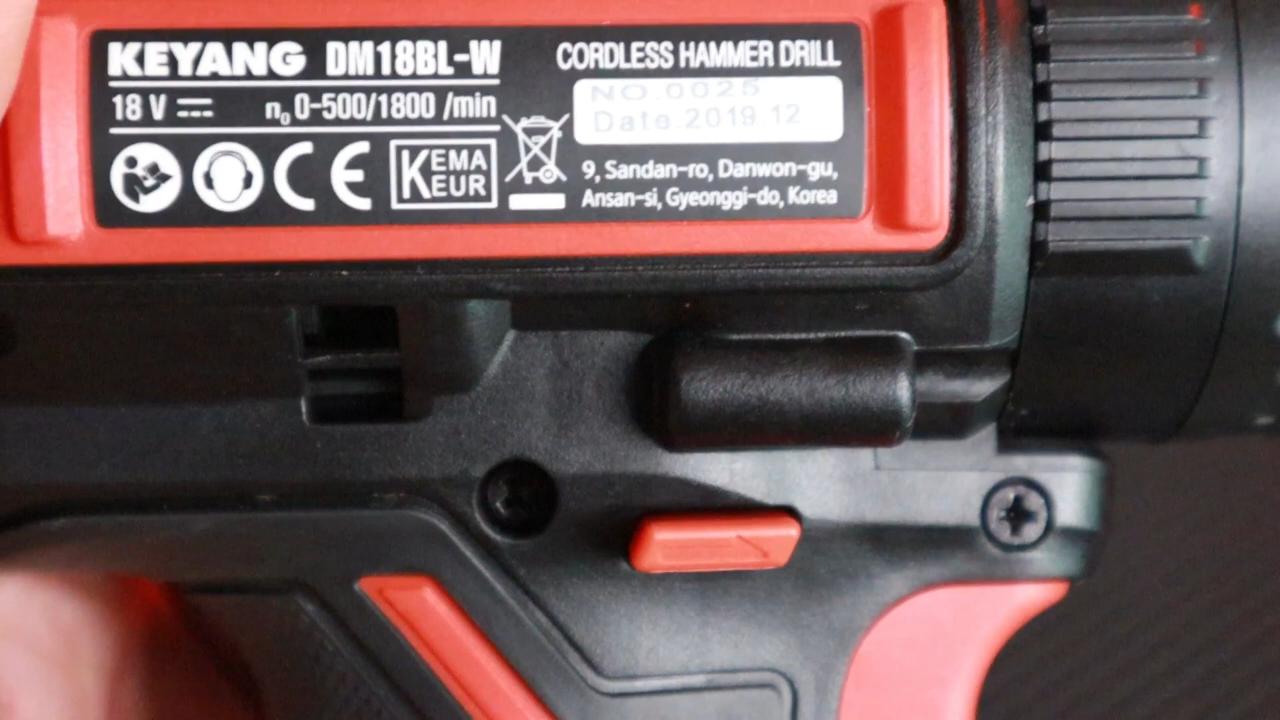 KEYANG DM18BL-W
CORDLESS HAMMER DRILL
18 V n₀ 0-500/1800 /min
NO.0025
Date.2019.12
CE KEMA KEUR
9, Sandan-ro, Danwon-gu,
Ansan-si, Gyeonggi-do, Korea